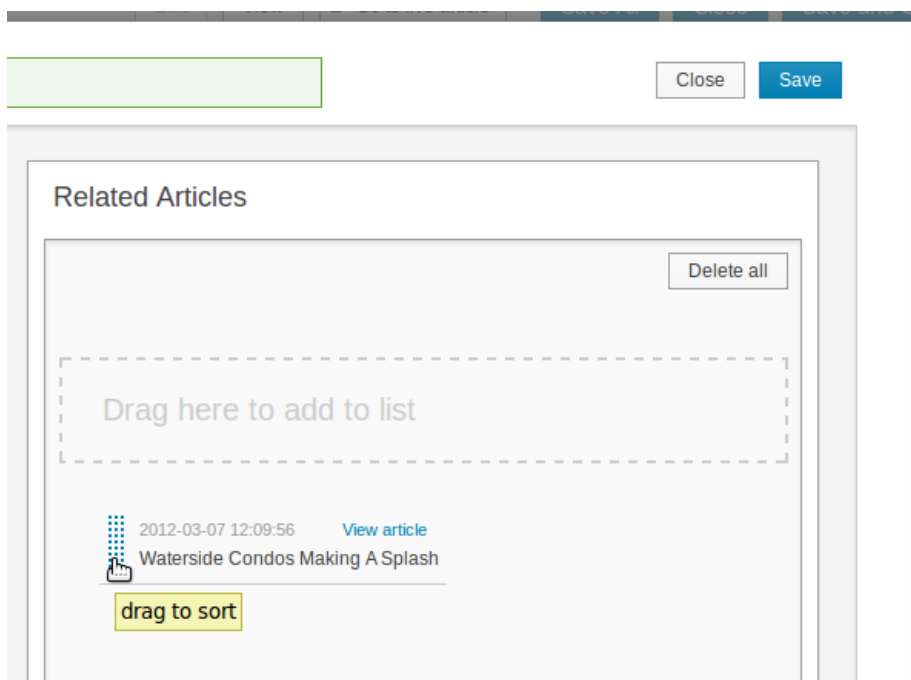 Close Save
Related Articles
Delete all
Drag here to add to list
2012-03-07 12:09:56 View article
Waterside Condos Making A Splash
drag to sort